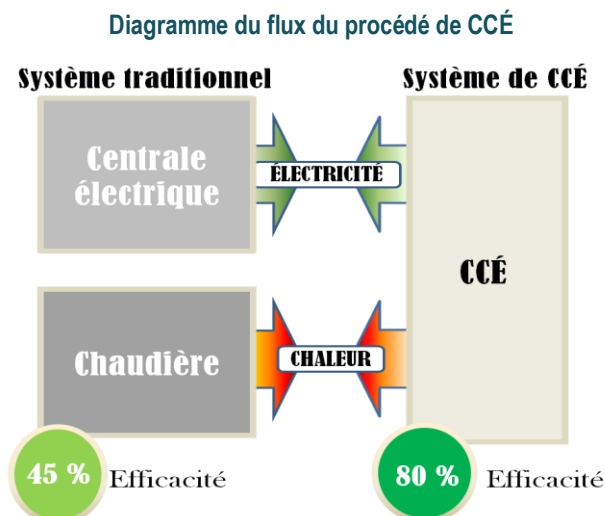 Diagramme du flux du procédé de CCÉ
Système traditionnel
Système de CCÉ
Centrale
électrique
ÉLECTRICITÉ
CCÉ
Chaudière
CHALEUR
45 % Efficacité
80 % Efficacité